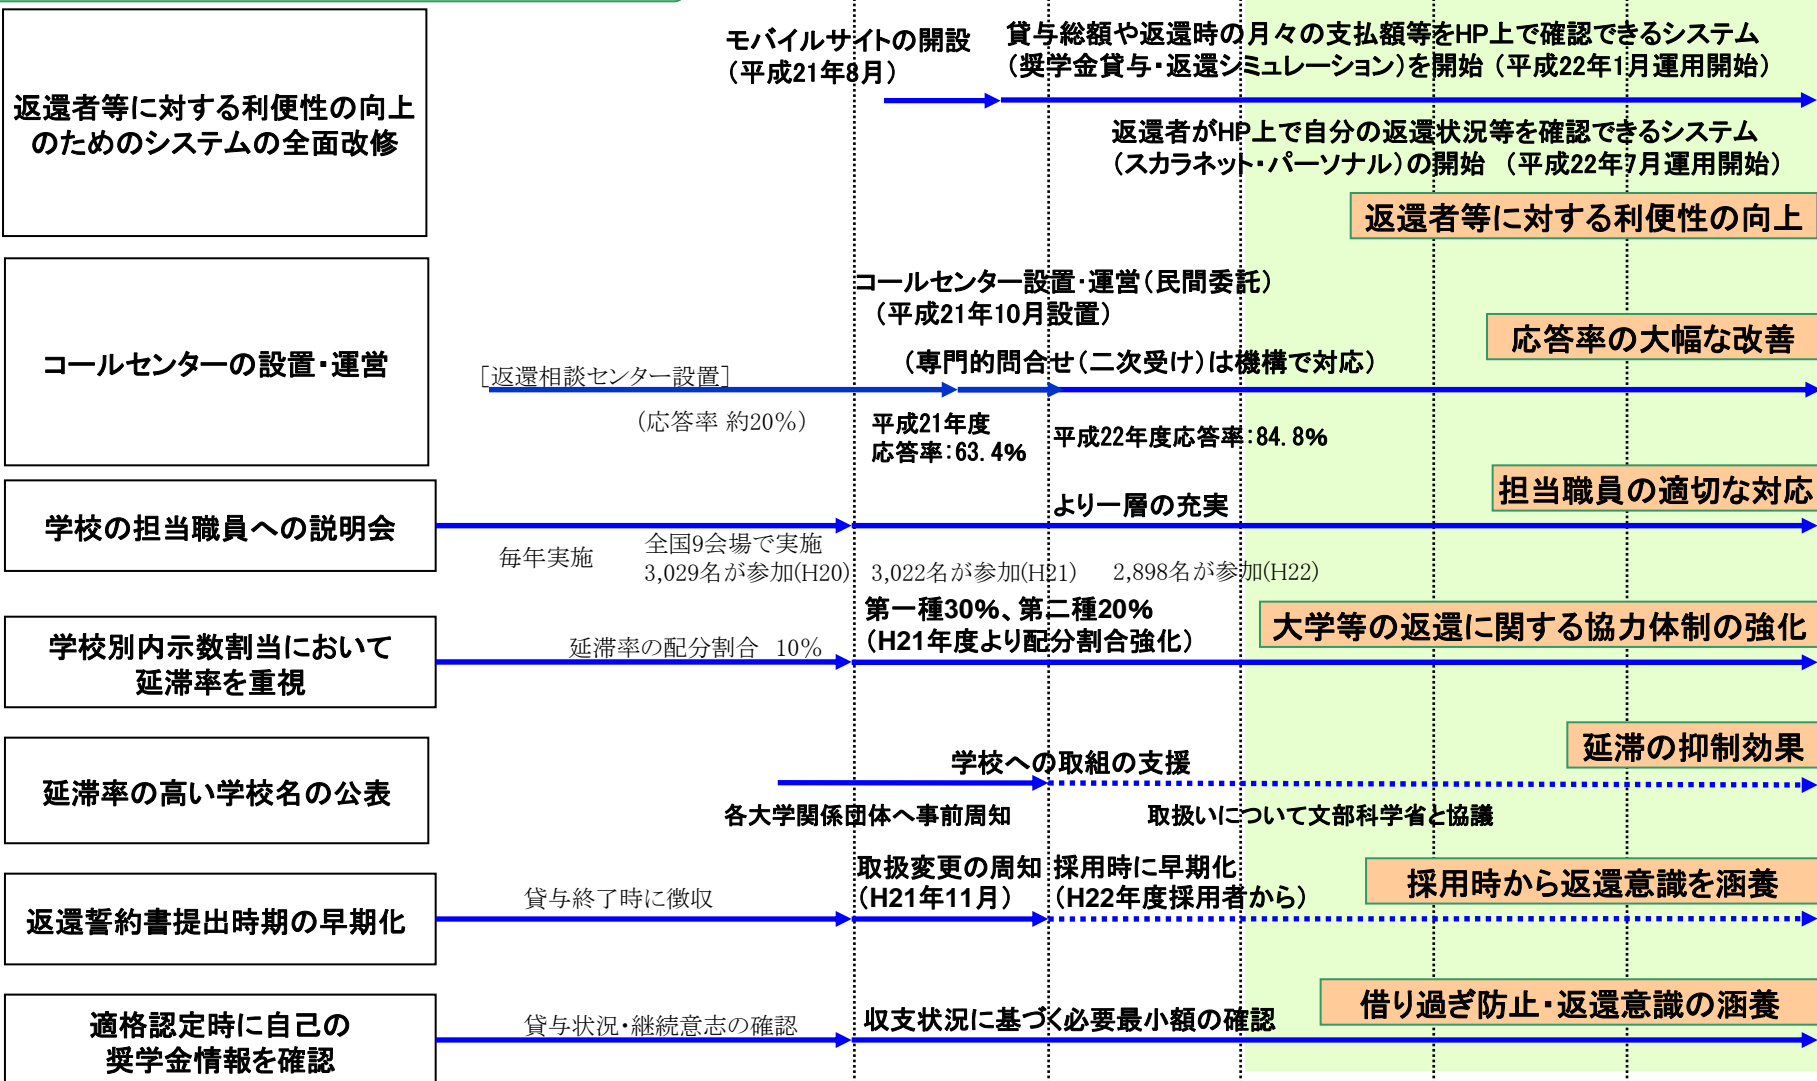 モバイルサイトの開設
（平成21年8月）
貸与総額や返還時の月々の支払額等をHP上で確認できるシステム
（奨学金貸与・返還シミュレーション）を開始（平成22年1月運用開始）
返還者等に対する利便性の向上
のためのシステムの全面改修
返還者がHP上で自分の返還状況等を確認できるシステム
（スカラネット・パーソナル）の開始 （平成22年7月運用開始）
返還者等に対する利便性の向上
コールセンターの設置・運営
コールセンター設置・運営（民間委託）
（平成21年10月設置）
応答率の大幅な改善
（専門的問合せ（二次受け）は機構で対応）
［返還相談センター設置］
（応答率 約20％）
平成21年度
応答率：63.4％
平成22年度応答率：84.8％
学校の担当職員への説明会
より一層の充実
担当職員の適切な対応
毎年実施
全国9会場で実施
3,029名が参加(H20)
3,022名が参加(H21)
2,898名が参加(H22)
学校別内示数割当において
延滞率を重視
延滞率の配分割合 10％
第一種30％、第二種20％
（H21年度より配分割合強化）
大学等の返還に関する協力体制の強化
延滞率の高い学校名の公表
学校への取組の支援
延滞の抑制効果
各大学関係団体へ事前周知
取扱いについて文部科学省と協議
返還誓約書提出時期の早期化
貸与終了時に徴収
取扱変更の周知
（H21年11月）
採用時に早期化
（H22年度採用者から）
採用時から返還意識を涵養
適格認定時に自己の
奨学金情報を確認
貸与状況・継続意志の確認
収支状況に基づく必要最小額の確認
借り過ぎ防止・返還意識の涵養